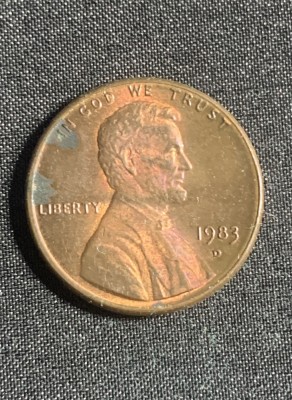 IN GOD WE TRUST
LIBERTY
1983
D